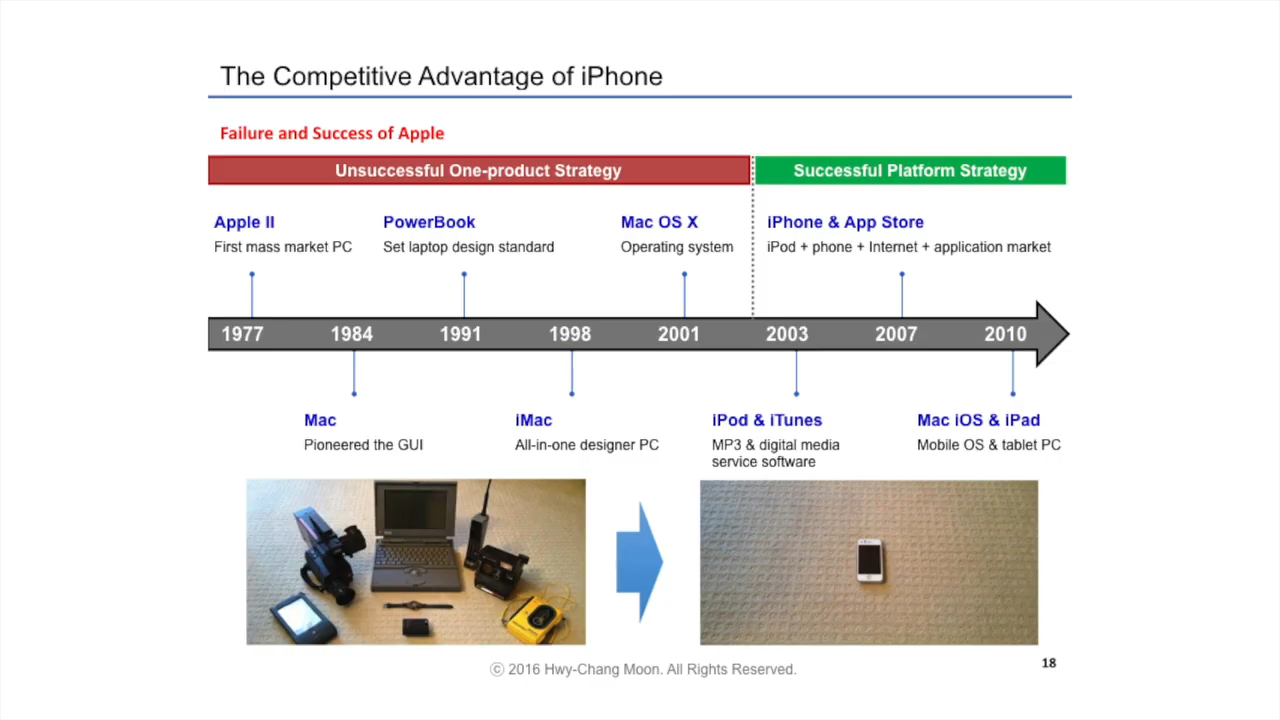 The Competitive Advantage of iPhone
Failure and Success of Apple
Unsuccessful One-product Strategy
Successful Platform Strategy
Apple II
First mass market PC
PowerBook
Set laptop design standard
Mac OS X
Operating system
iPhone & App Store
iPod + phone + Internet + application market
1977
1984
1991
1998
2001
2003
2007
2010
Mac
Pioneered the GUI
iMac
All-in-one designer PC
iPod & iTunes
MP3 & digital media
service software
Mac iOS & iPad
Mobile OS & tablet PC
ⓒ 2016 Hwy-Chang Moon. All Rights Reserved.
18